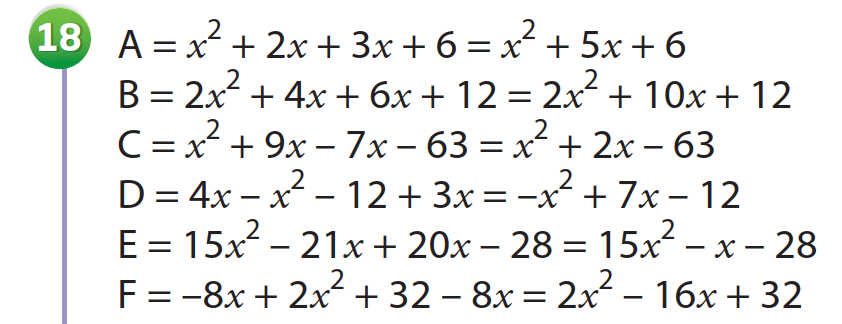 18 A = x² + 2x + 3x + 6 = x² + 5x + 6
B = 2x² + 4x + 6x + 12 = 2x² + 10x + 12
C = x² + 9x – 7x – 63 = x² + 2x – 63
D = 4x – x² – 12 + 3x = –x² + 7x – 12
E = 15x² – 21x + 20x – 28 = 15x² – x – 28
F = –8x + 2x² + 32 – 8x = 2x² – 16x + 32